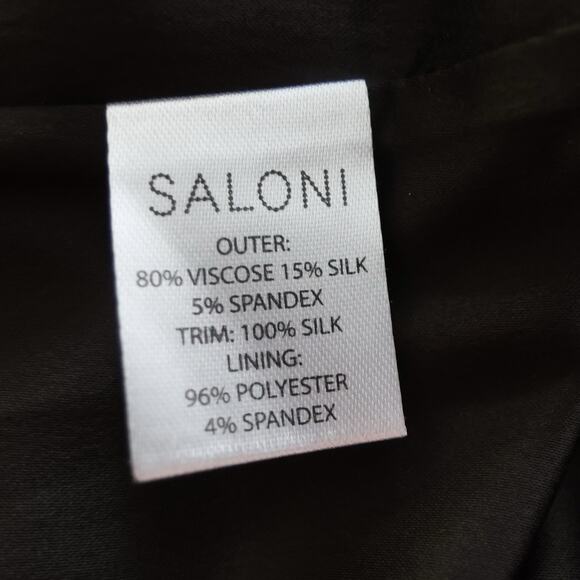 SALONI
OUTER:
80% VISCOSE 15% SILK
5% SPANDEX
TRIM: 100% SILK
LINING:
96% POLYESTER
4% SPANDEX